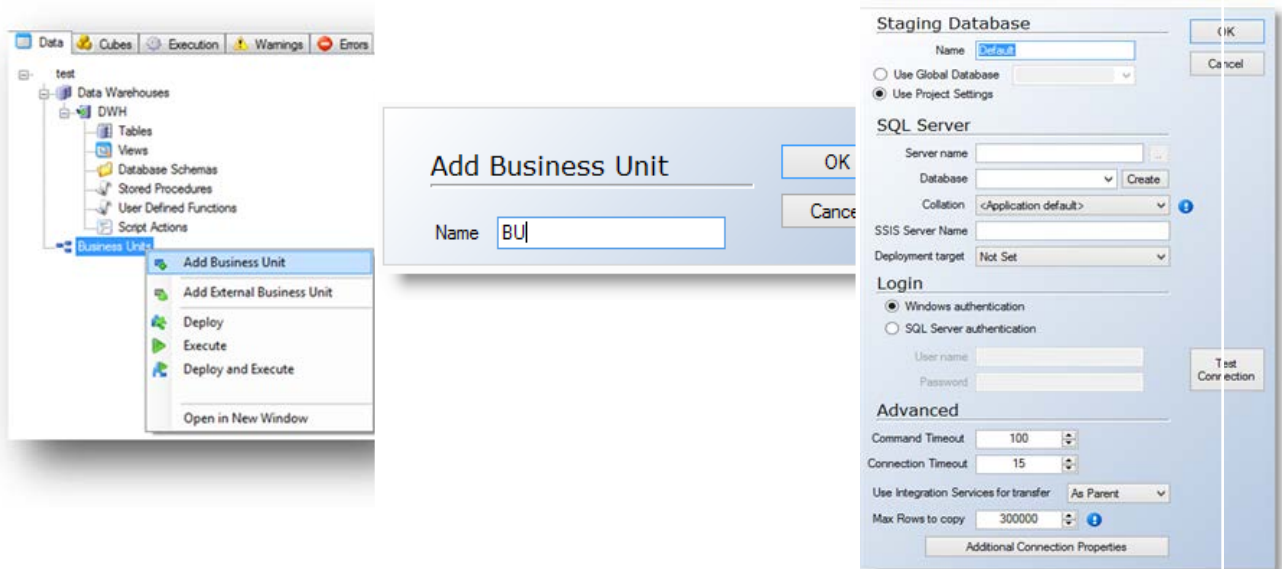 Data Cubes Execution Warnings Errors
test
Data Warehouses
DWH
Tables
Views
Database Schemas
Stored Procedures
User Defined Functions
Script Actions
Business Units
Add Business Unit
Add External Business Unit
Deploy
Execute
Deploy and Execute
Open in New Window
Add Business Unit
OK
Name BU
Cance
Staging Database
OK
Name Default
Cancel
Use Global Database
Use Project Settings
SQL Server
Server name
...
Database
Create
Collation <Application default>
SSIS Server Name
Deployment target Not Set
Login
Windows authentication
SQL Server authentication
User name
Password
Test
Connection
Advanced
Command Timeout 100
Connection Timeout 15
Use Integration Services for transfer As Parent
Max Rows to copy 300000
Additional Connection Properties